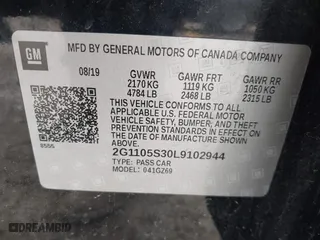 GM
MFD BY GENERAL MOTORS OF CANADA COMPANY
08/19 GVWR GAWR FRT GAWR RR
2170 KG 1119 KG 1050 KG
4784 LB 2468 LB 2315 LB
THIS VEHICLE CONFORMS TO ALL
APPLICABLE U.S. FEDERAL MOTOR
VEHICLE SAFETY, BUMPER, AND THEFT
PREVENTION STANDARDS IN EFFECT ON
THE DATE OF MANUFACTURE SHOWN ABOVE.
2G1105S30L9102944
TYPE: PASS CAR
MODEL: 041GZ69
DREAMBID